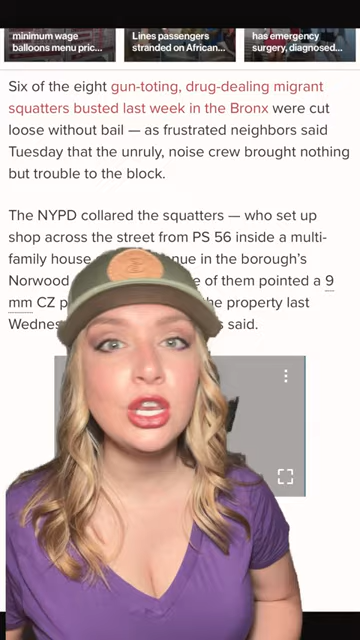 minimum wage
balloons menu pric...
Lines passengers
stranded on African...
has emergency
surgery, diagnosed...
Six of the eight gun-toting, drug-dealing migrant
squatters busted last week in the Bronx were cut
loose without bail — as frustrated neighbors said
Tuesday that the unruly, noise crew brought nothing
but trouble to the block.
The NYPD collared the squatters — who set up
shop across the street from PS 56 inside a multi-
family house in the borough's
Norwood of them pointed a 9
mm CZ the property last
said.